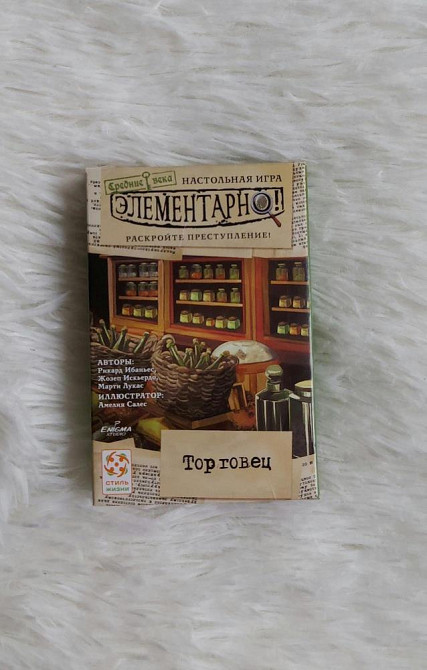 Средние века
НАСТОЛЬНАЯ ИГРА
ЭЛЕМЕНТАРНО!
РАСКРОЙТЕ ПРЕСТУПЛЕНИЕ!
АВТОРЫ:
Рикард Ибаньес,
Жозеп Искьердо,
Марти Лукас
ИЛЛЮСТРАТОР:
Амелия Салес
ENIGMA
STUDIO
Торговец
СТИЛЬ
ЖИЗНИ